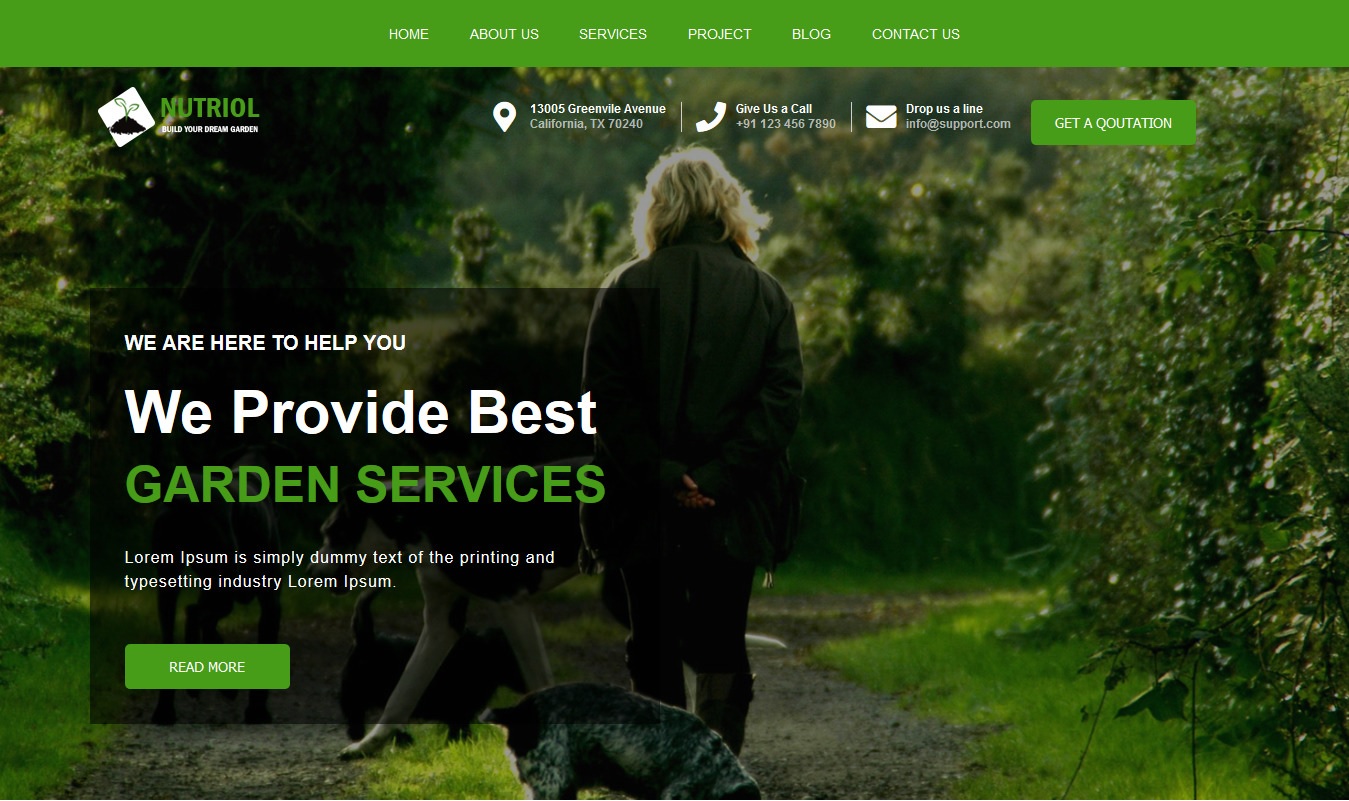 HOME ABOUT US SERVICES PROJECT BLOG CONTACT US
NUTRIOL
BUILD YOUR DREAM GARDEN
13005 Greenvile Avenue
California, TX 70240
Give Us a Call
+91 123 456 7890
Drop us a line
info@support.com
GET A QOUTATION
WE ARE HERE TO HELP YOU
We Provide Best
GARDEN SERVICES
Lorem Ipsum is simply dummy text of the printing and
typesetting industry Lorem Ipsum.
READ MORE